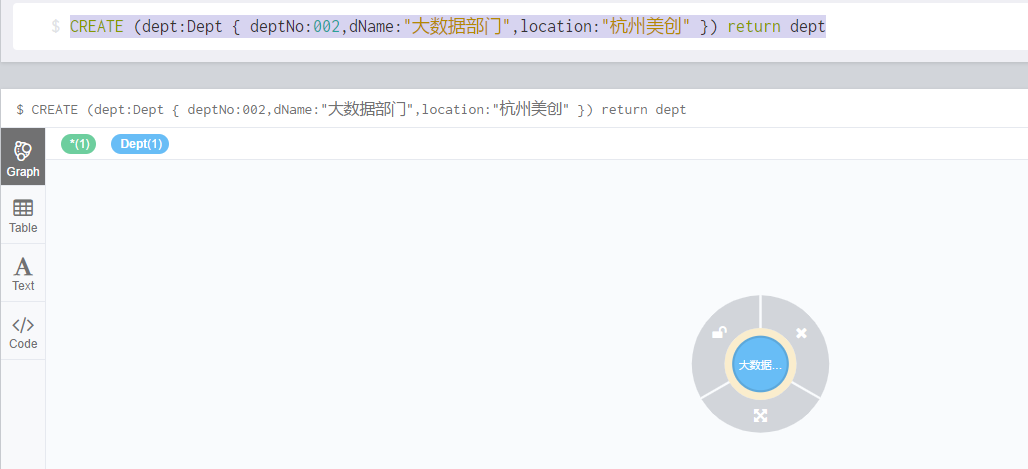 $ CREATE (dept:Dept { deptNo:002,dName:"大数据部门",location:"杭州美创" }) return dept
$ CREATE (dept:Dept { deptNo:002,dName:"大数据部门",location:"杭州美创" }) return dept
*(1) Dept(1)
Graph
Table
A
Text
</>
Code
大数据...